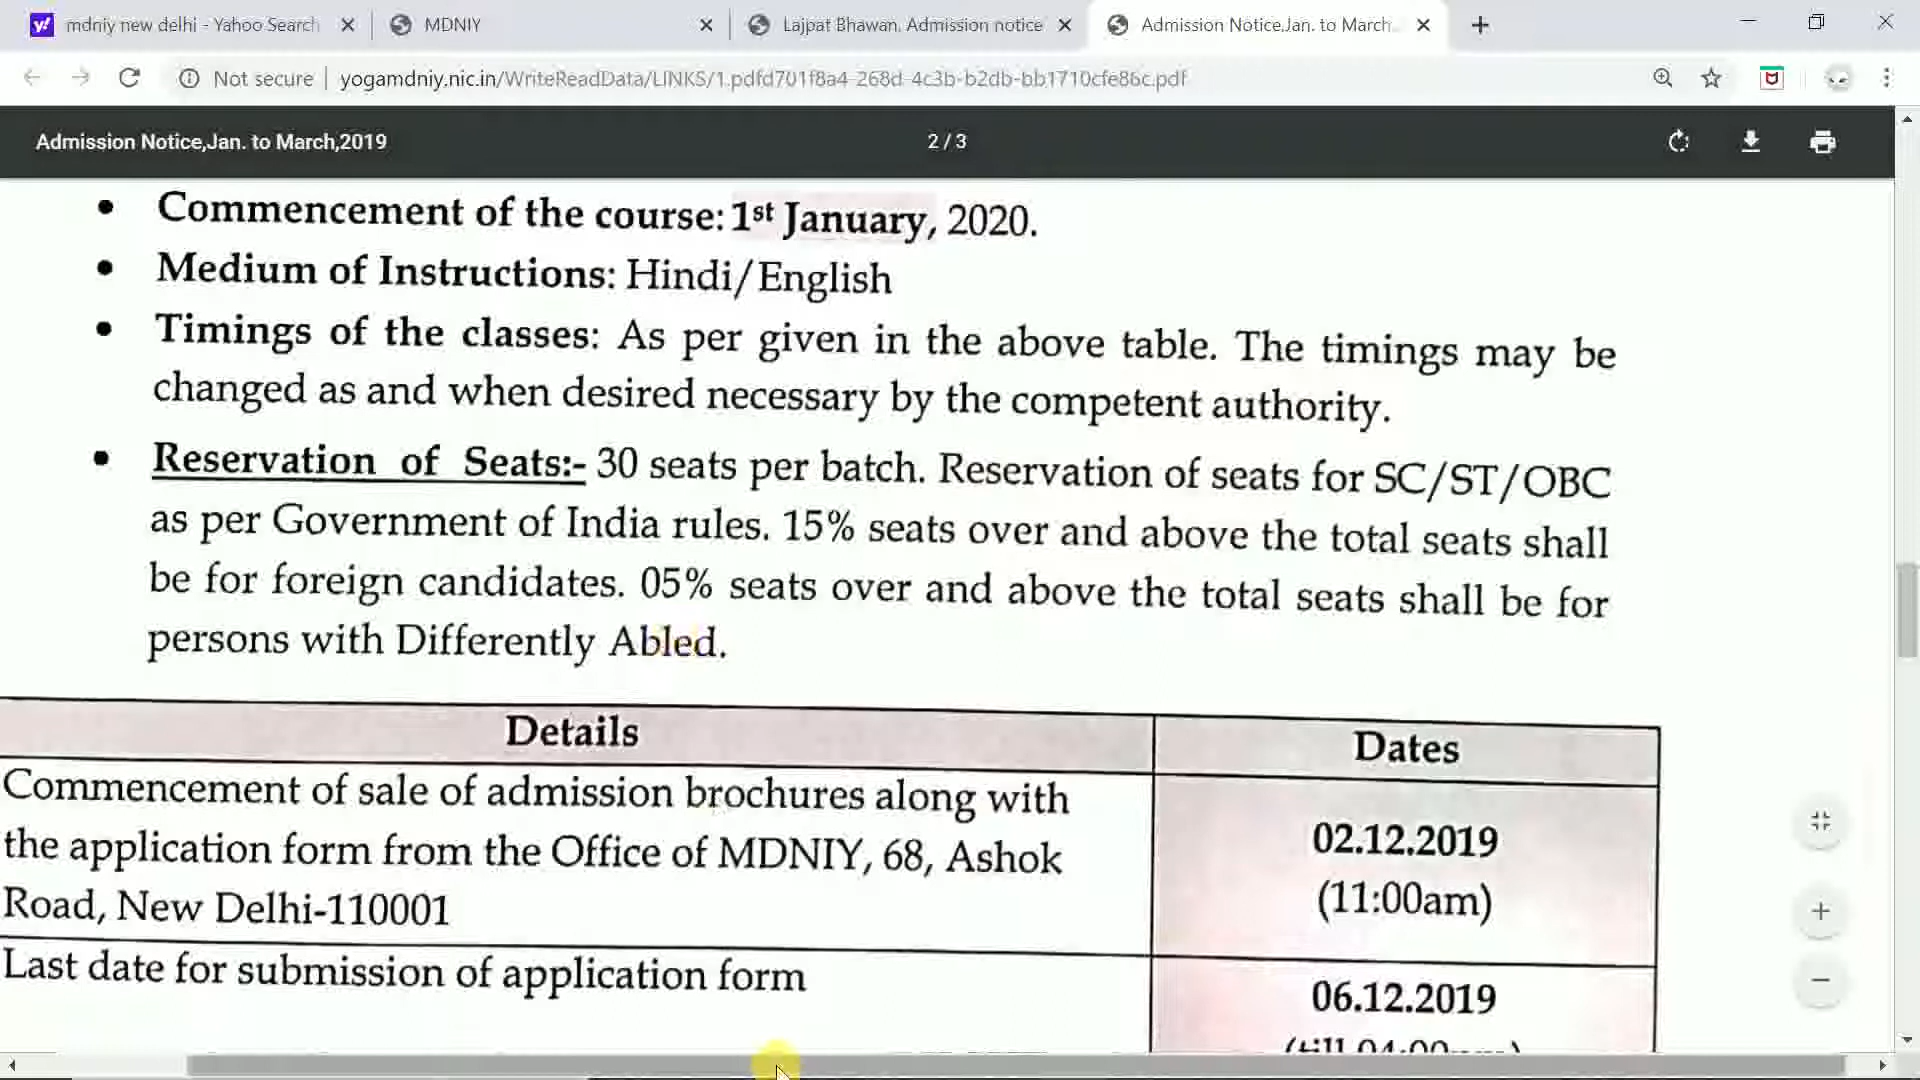 mdniy new delhi - Yahoo Search
MDNIY
Lajpat Bhawan, Admission notice
Admission Notice,Jan. to March
Not secure | yogamdniy.nic.in/WriteReadData/LINKS/1.pdfd701f8a4-268d-4c3b-b2db-bb1710cfe86c.pdf
Admission Notice,Jan. to March,2019
2 / 3
• Commencement of the course: 1st January, 2020.
• Medium of Instructions: Hindi/English
• Timings of the classes: As per given in the above table. The timings may be
changed as and when desired necessary by the competent authority.
• Reservation of Seats:- 30 seats per batch. Reservation of seats for SC/ST/OBC
as per Government of India rules. 15% seats over and above the total seats shall
be for foreign candidates. 05% seats over and above the total seats shall be for
persons with Differently Abled.
Details
Dates
Commencement of sale of admission brochures along with
the application form from the Office of MDNIY, 68, Ashok
Road, New Delhi-110001
02.12.2019
(11:00am)
Last date for submission of application form
06.12.2019